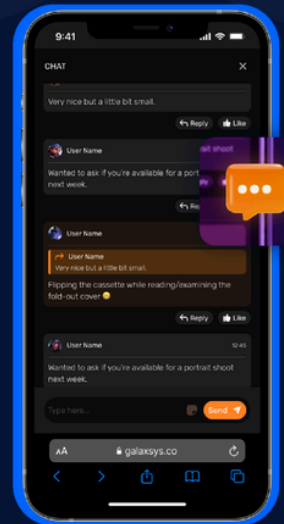 9:41
CHAT
Very nice but a little bit small.
Reply Like
User Name
Wanted to ask if you're available for a port
next week.
User Name
User Name
Very nice but a little bit small.
Flipping the cassette while reading/examining the
fold-out cover
Reply Like
User Name 12:45
Wanted to ask if you're available for a portrait shoot
next week.
Type here...
Send
AA galaxsys.co